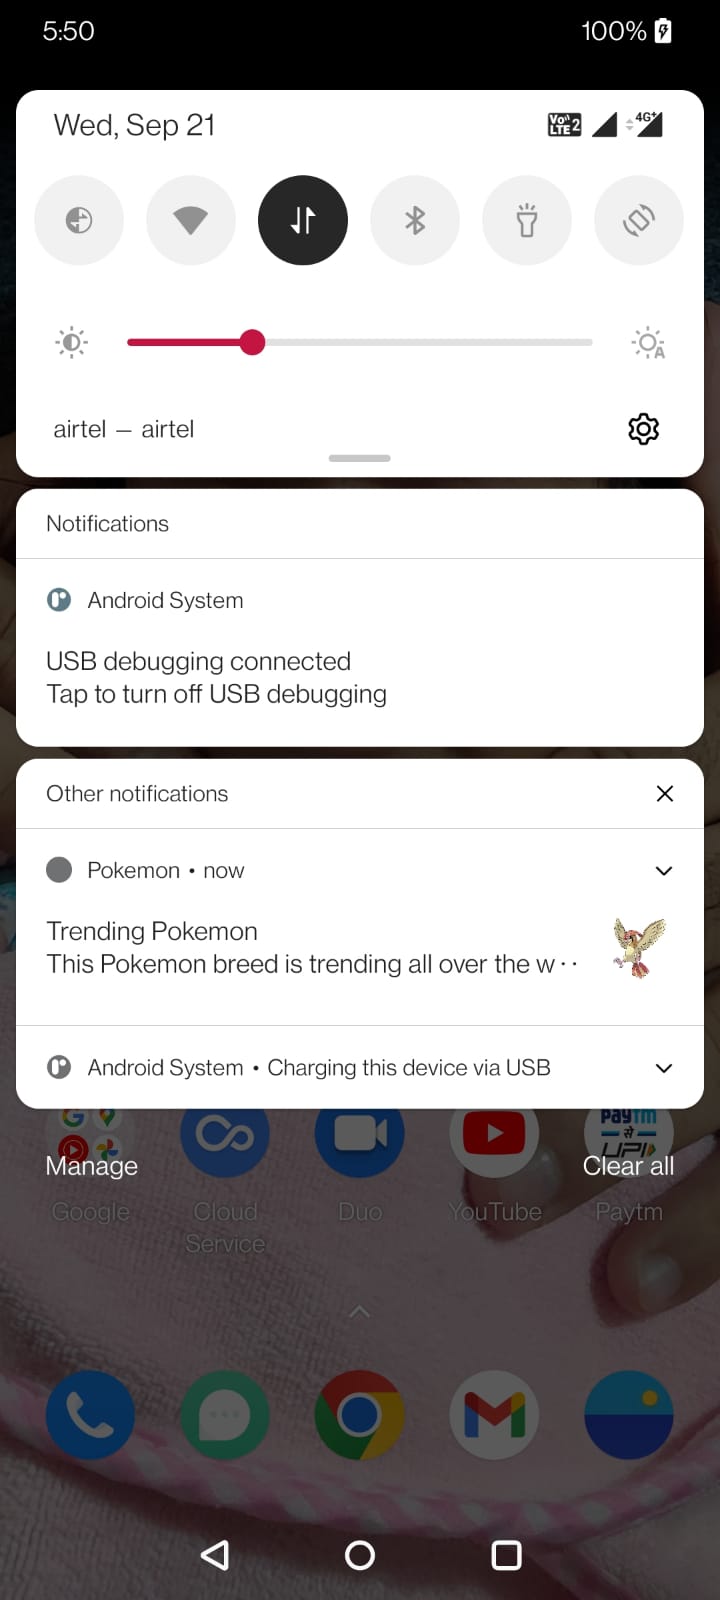 5:50
100%
Wed, Sep 21
Vo)) LTE 2
4G+
A
airtel — airtel
Notifications
Android System
USB debugging connected
Tap to turn off USB debugging
Other notifications
Pokemon • now
Trending Pokemon
This Pokemon breed is trending all over the w··
Android System • Charging this device via USB
Paytm
से
UPI
Manage
Clear all
Google
Cloud
Service
Duo
YouTube
Paytm